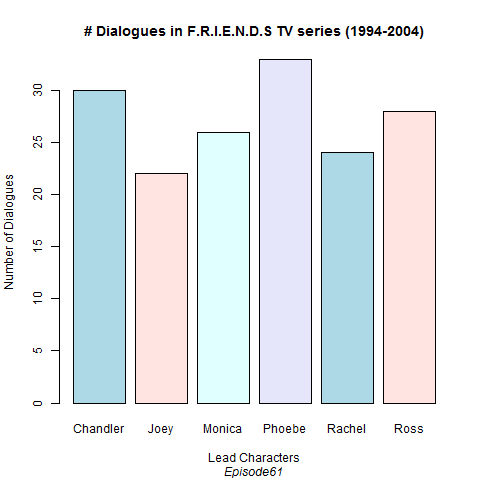 # Dialogues in F.R.I.E.N.D.S TV series (1994-2004)
Number of Dialogues
30
25
20
15
10
5
0
Chandler Joey Monica Phoebe Rachel Ross
Lead Characters
Episode61